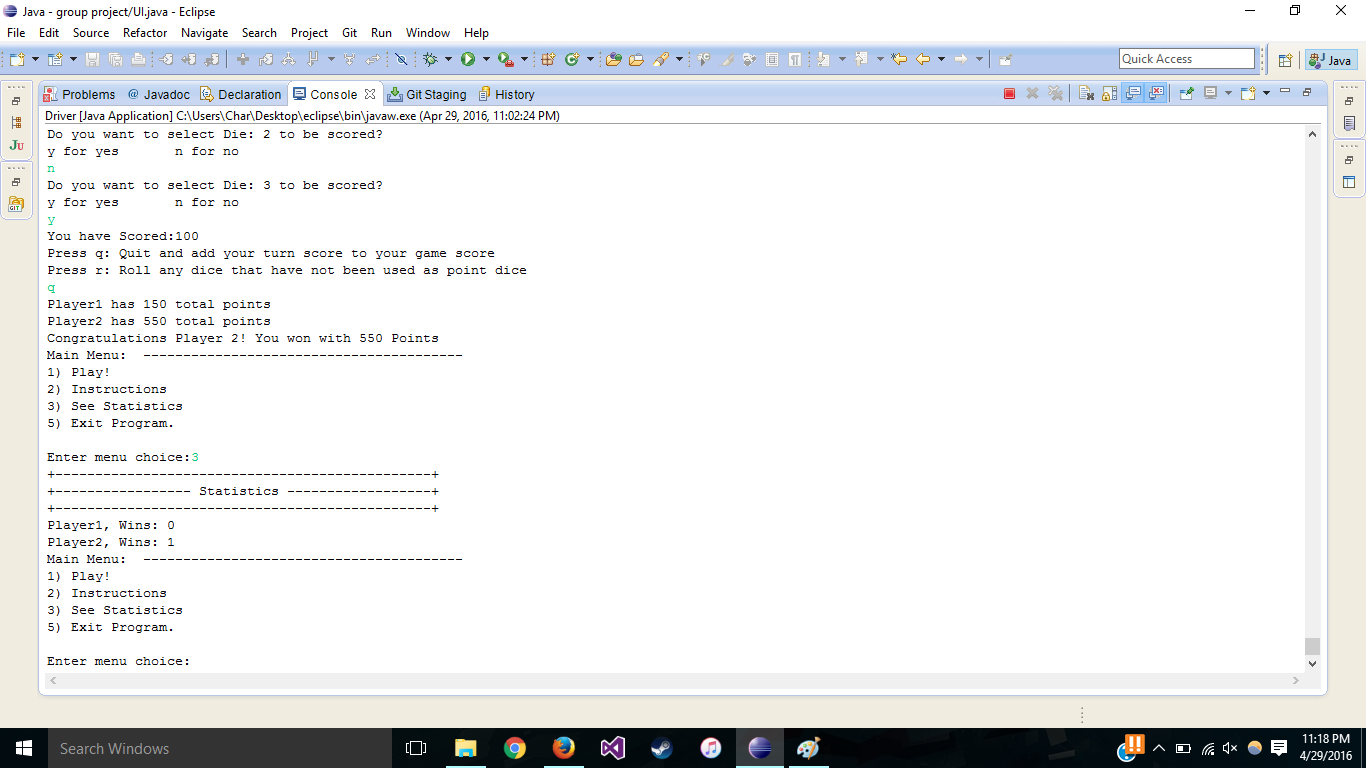 Java - group project/UI.java - Eclipse
File Edit Source Refactor Navigate Search Project Git Run Window Help
Quick Access
Java
Problems @ Javadoc Declaration Console Git Staging History
Driver [Java Application] C:\Users\Char\Desktop\eclipse\bin\javaw.exe (Apr 29, 2016, 11:02:24 PM)
Do you want to select Die: 2 to be scored?
y for yes       n for no
n
Do you want to select Die: 3 to be scored?
y for yes       n for no
y
You have Scored:100
Press q: Quit and add your turn score to your game score
Press r: Roll any dice that have not been used as point dice
q
Player1 has 150 total points
Player2 has 550 total points
Congratulations Player 2! You won with 550 Points
Main Menu:  ----------------------------------------
1) Play!
2) Instructions
3) See Statistics
5) Exit Program.
Enter menu choice:3
+-----------------------------------------------+
+----------------- Statistics ------------------+
+-----------------------------------------------+
Player1, Wins: 0
Player2, Wins: 1
Main Menu:  ----------------------------------------
1) Play!
2) Instructions
3) See Statistics
5) Exit Program.
Enter menu choice:
JU
GIT
Search Windows
11:18 PM
4/29/2016